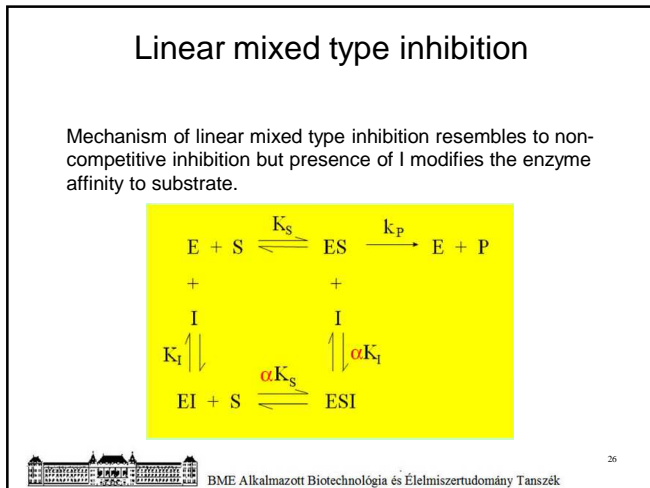 Linear mixed type inhibition
Mechanism of linear mixed type inhibition resembles to non-
competitive inhibition but presence of I modifies the enzyme
affinity to substrate.
K_S k_P
E + S ⇌ ES → E + P
+ +
I I
K_I ⇌ ⇌ αK_I
αK_S
EI + S ⇌ ESI
26
BME Alkalmazott Biotechnológia és Élelmiszertudomány Tanszék